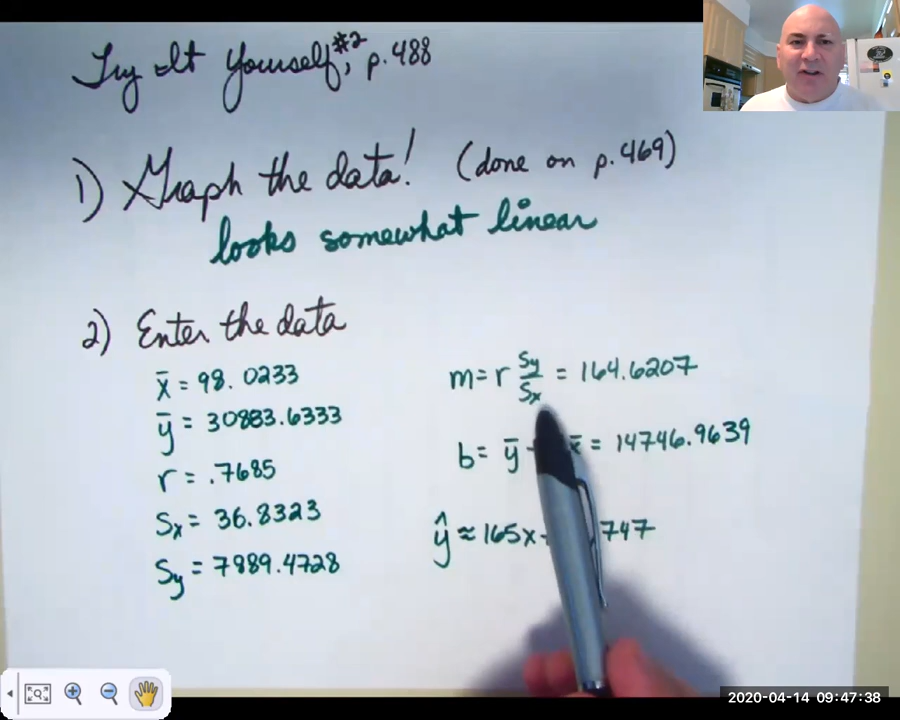 Try It Yourself, #2, p.488
1) Graph the data! (done on p.469)
looks somewhat linear
2) Enter the data
x̄ = 98.0233
ȳ = 30883.6333
r = .7685
Sx = 36.8323
Sy = 7889.4728
m = r Sy/Sx = 164.6207
b = ȳ x̄ = 14746.9639
ŷ ≈ 165x 747
2020-04-14 09:47:38